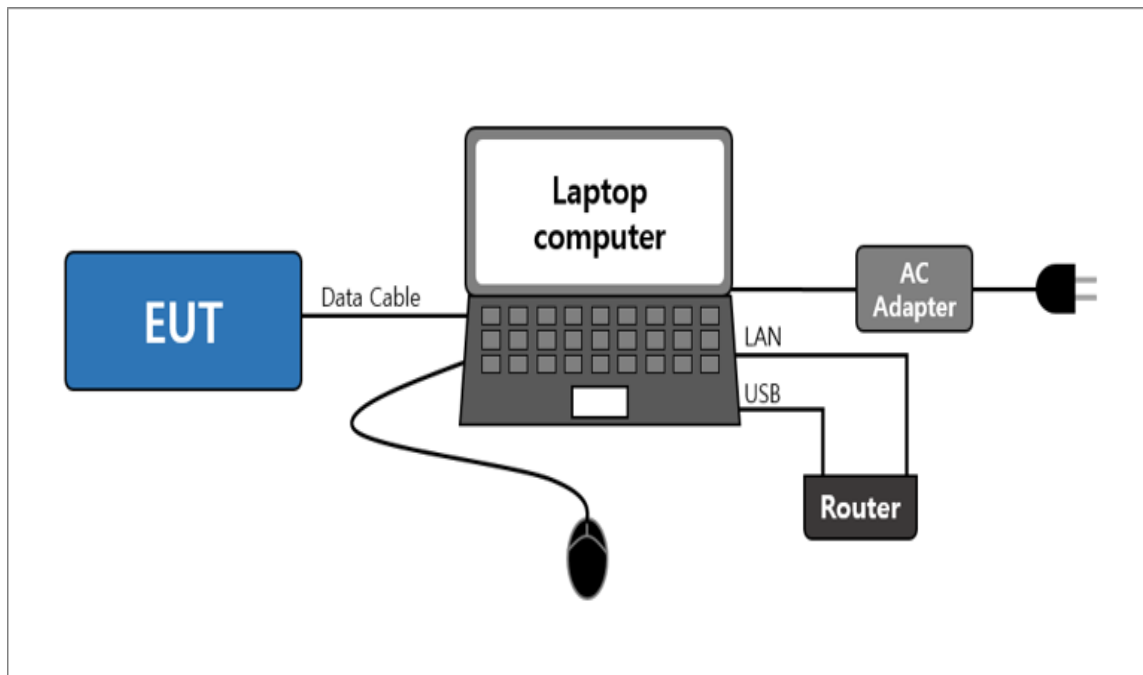 Laptop
computer
EUT
Data Cable
AC
Adapter
LAN
USB
Router